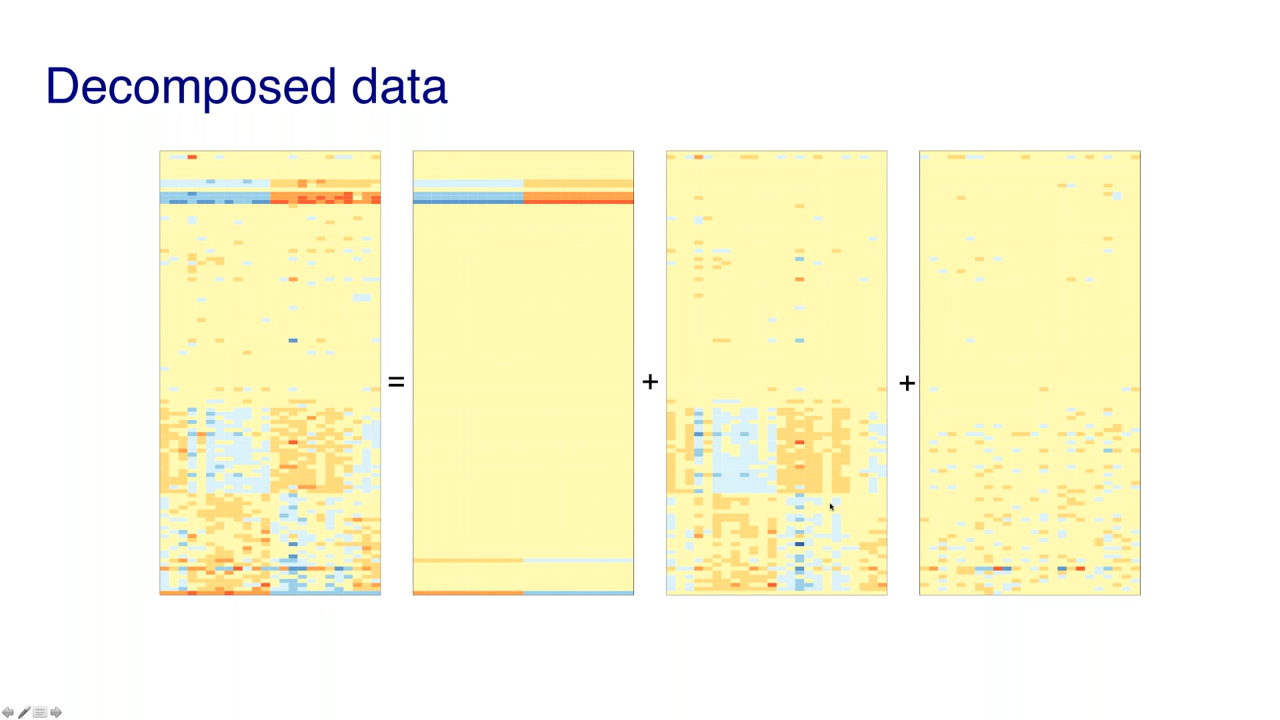 Decomposed data
= + +